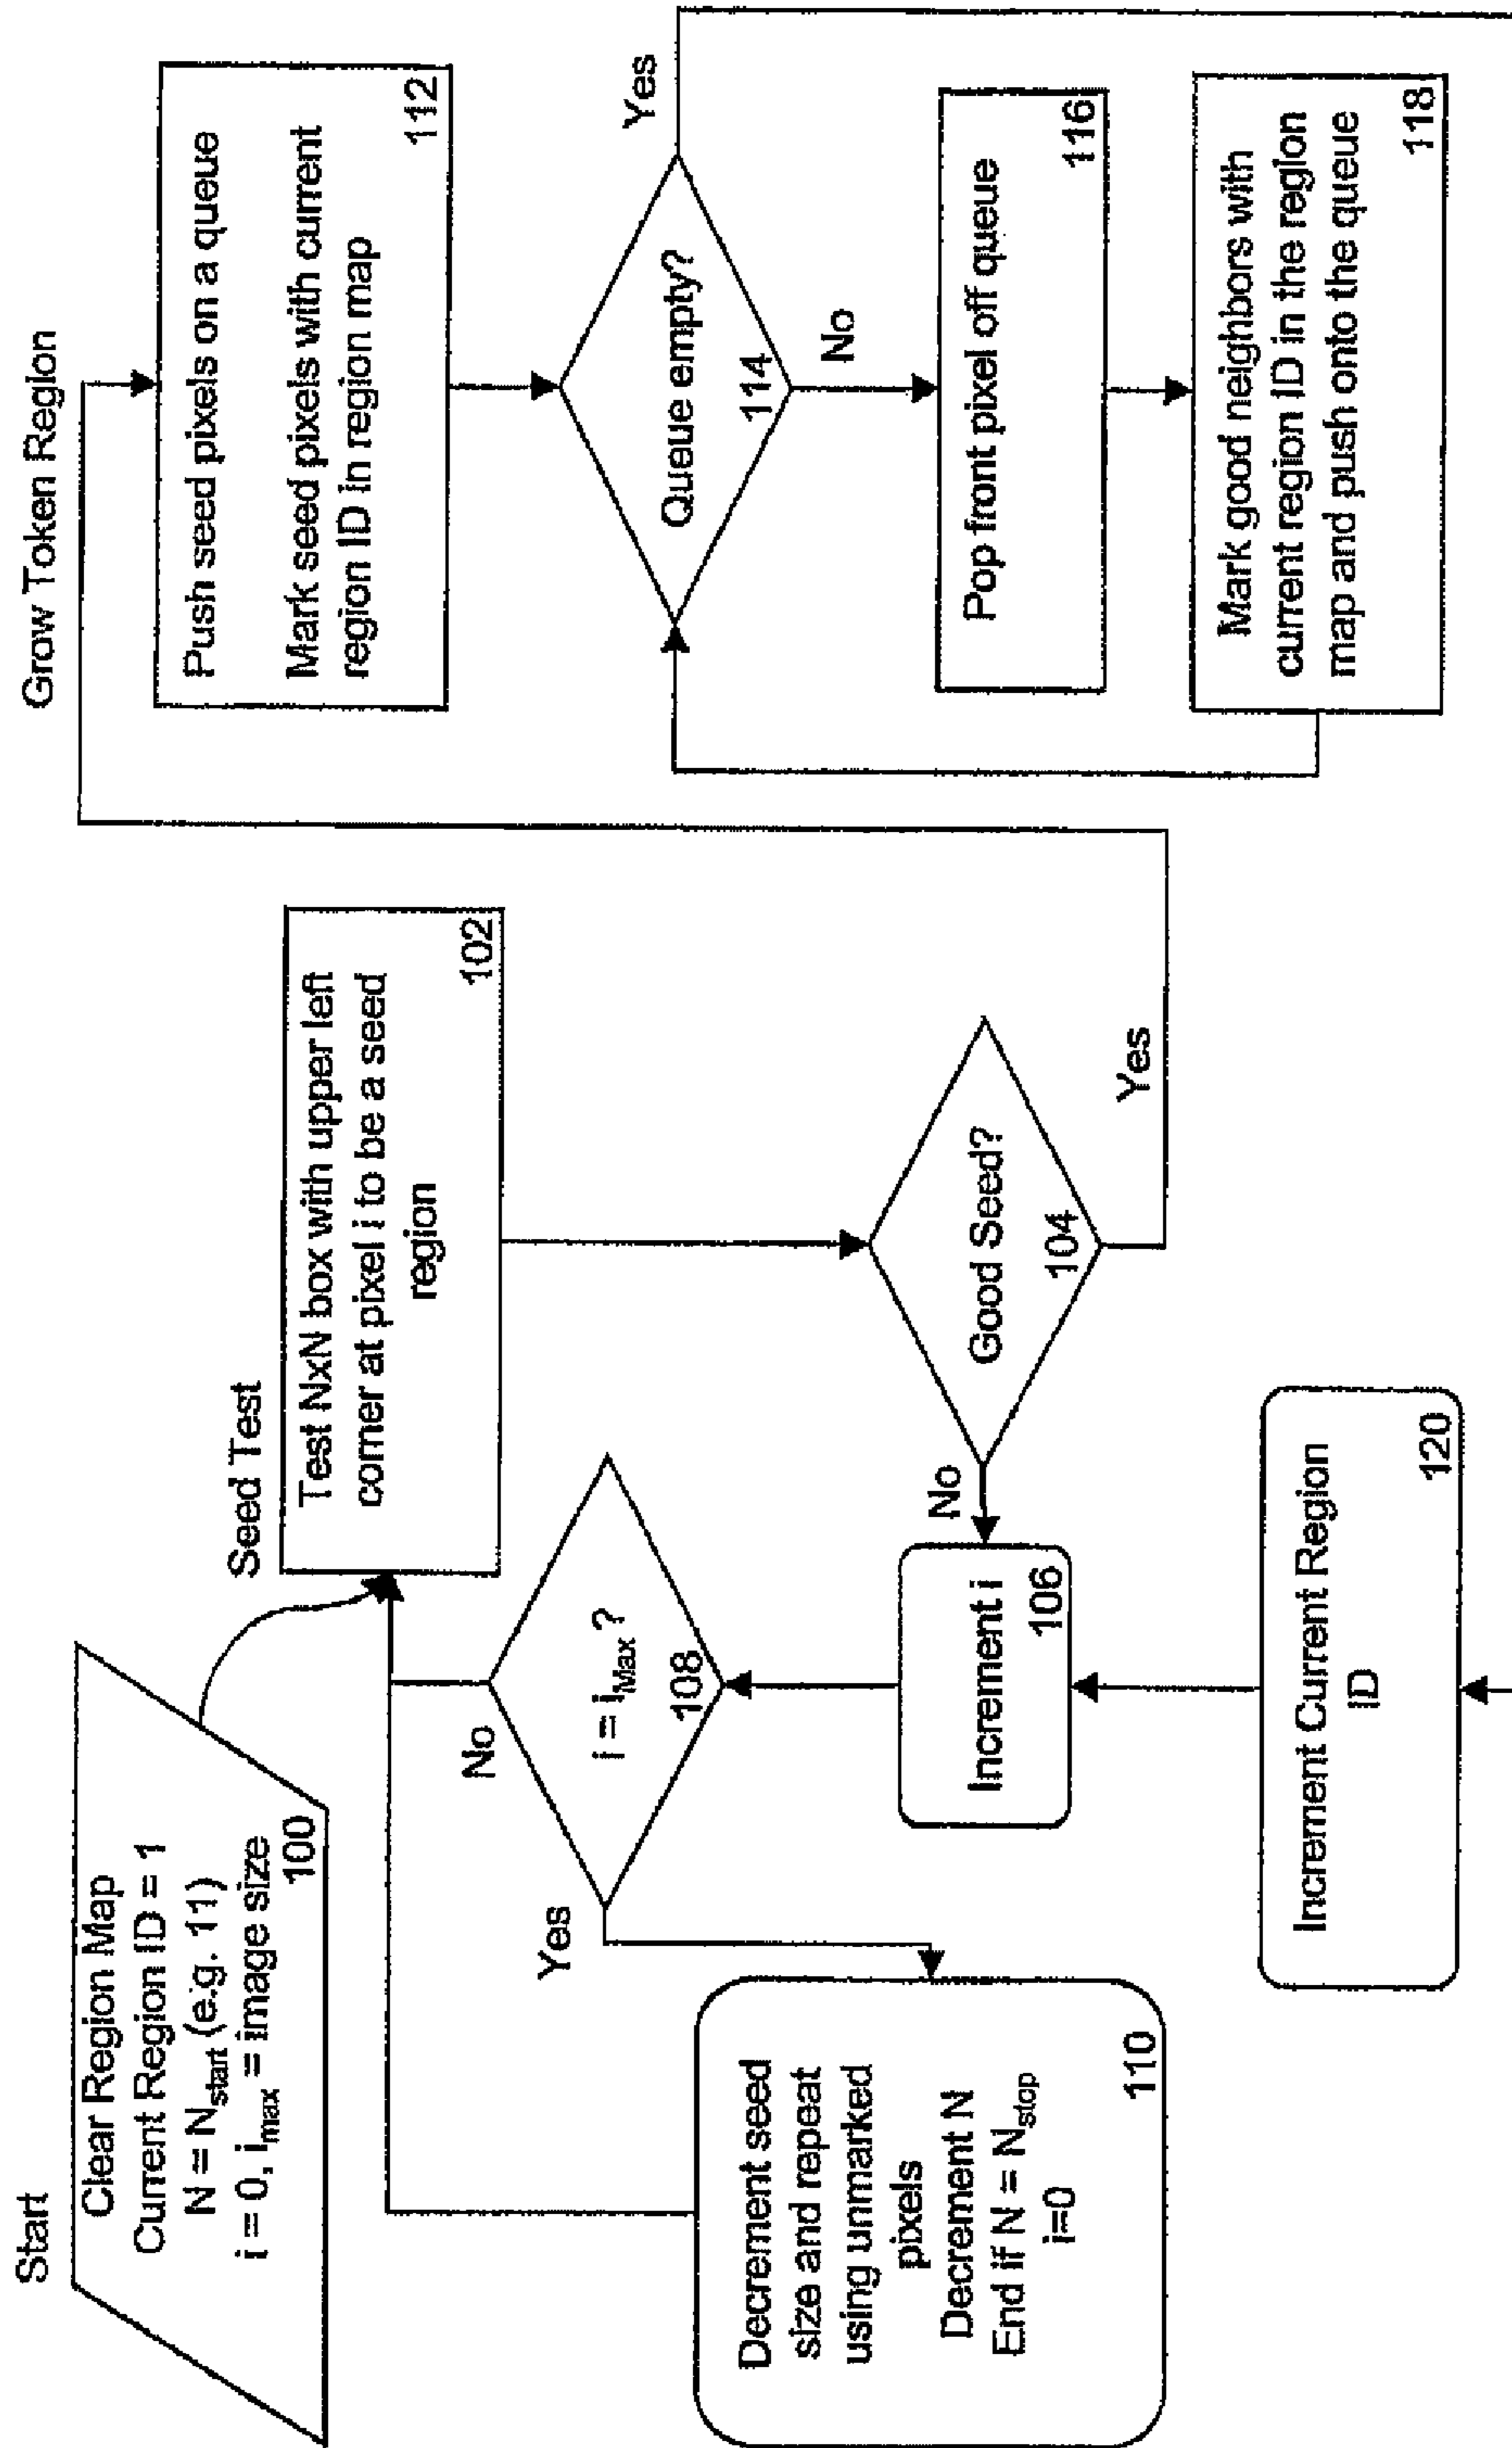 Start
Clear Region Map
Current Region ID = 1
N = Nstart (e.g. 11)
i = 0, imax = image size
100
Seed Test
Test NxN box with upper left
corner at pixel i to be a seed
region
102
Good Seed?
104
No
Yes
Increment i
106
i = iMax?
108
No
Yes
Decrement seed
size and repeat
using unmarked
pixels
Decrement N
End if N = Nstop
i=0
110
Grow Token Region
Push seed pixels on a queue
Mark seed pixels with current
region ID in region map
112
Queue empty?
114
Yes
No
Pop front pixel off queue
116
Mark good neighbors with
current region ID in the region
map and push onto the queue
118
Increment Current Region
ID
120